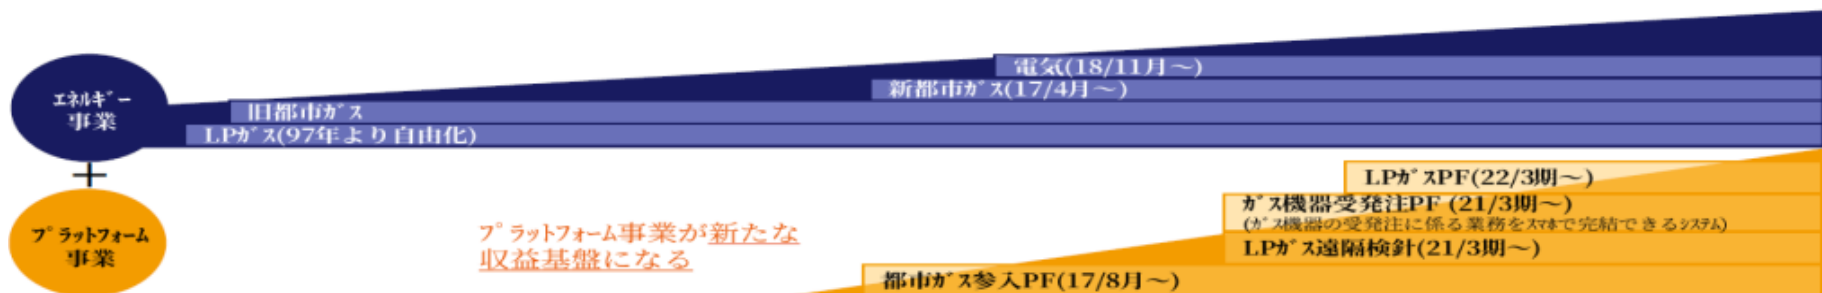 電気(18/11月～)
新都市ｶﾞｽ(17/4月～)
旧都市ｶﾞｽ
LPｶﾞｽ(97年より自由化)
ｴﾈﾙｷﾞｰ
事業
＋
LPｶﾞｽPF(22/3期～)
ｶﾞｽ機器受発注PF (21/3期～)
(ｶﾞｽ機器の受発注に係る業務をｽﾏﾎで完結できるｼｽﾃﾑ)
LPｶﾞｽ遠隔検針(21/3期～)
都市ｶﾞｽ参入PF(17/8月～)
ﾌﾟﾗｯﾄﾌｫｰﾑ
事業
ﾌﾟﾗｯﾄﾌｫｰﾑ事業が新たな
収益基盤になる